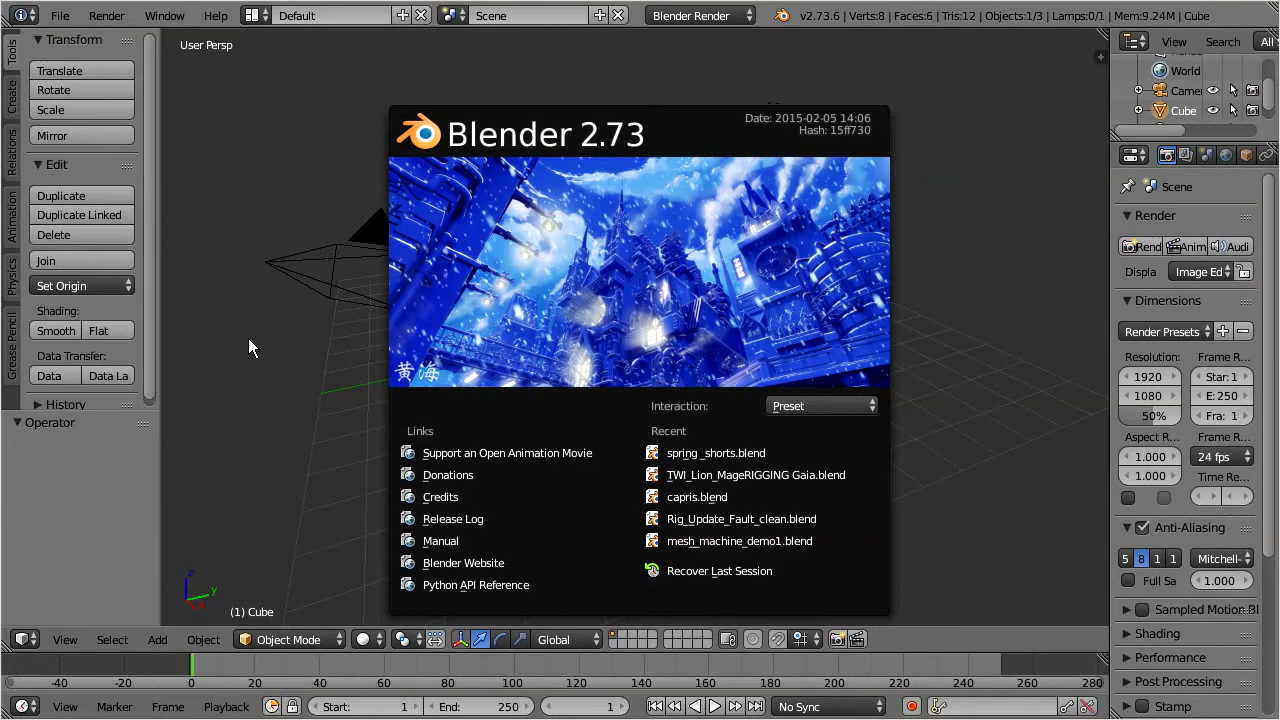 File Render Window Help Default Scene Blender Render v2.73.6 | Verts:8 | Faces:6 | Tris:12 | Objects:1/3 | Lamps:0/1 | Mem:9.24M | Cube
Tools
Create
Relations
Animation
Physics
Grease Pencil
Transform
Translate
Rotate
Scale
Mirror
Edit
Duplicate
Duplicate Linked
Delete
Join
Set Origin
Shading:
Smooth Flat
Data Transfer:
Data Data La
History
Operator
User Persp
Blender 2.73
Date: 2015-02-05 14:06
Hash: 15ff730
黄海
Interaction: Preset
Links
Support an Open Animation Movie
Donations
Credits
Release Log
Manual
Blender Website
Python API Reference
Recent
spring _shorts.blend
TWI_Lion_MageRIGGING Gaia.blend
capris.blend
Rig_Update_Fault_clean.blend
mesh_machine_demo1.blend
Recover Last Session
z
y
x
(1) Cube
View Search All
World
Camer
Cube
Scene
Render
Rend Anim Audi
Displa Image Ed
Dimensions
Render Presets
Resolution: Frame R...
1920 Star: 1
1080 E: 250
50% Fra: 1
Aspect R... Frame R...
1.000 24 fps
1.000 Time Re...
Anti-Aliasing
5 8 1 1 Mitchell-
Full Sa 1.000
Sampled Motion Bl
Shading
Performance
Post Processing
Stamp
View Select Add Object Object Mode Global
-40 -20 0 20 40 60 80 100 120 140 160 180 200 220 240 260 280
View Marker Frame Playback Start: 1 End: 250 1 No Sync